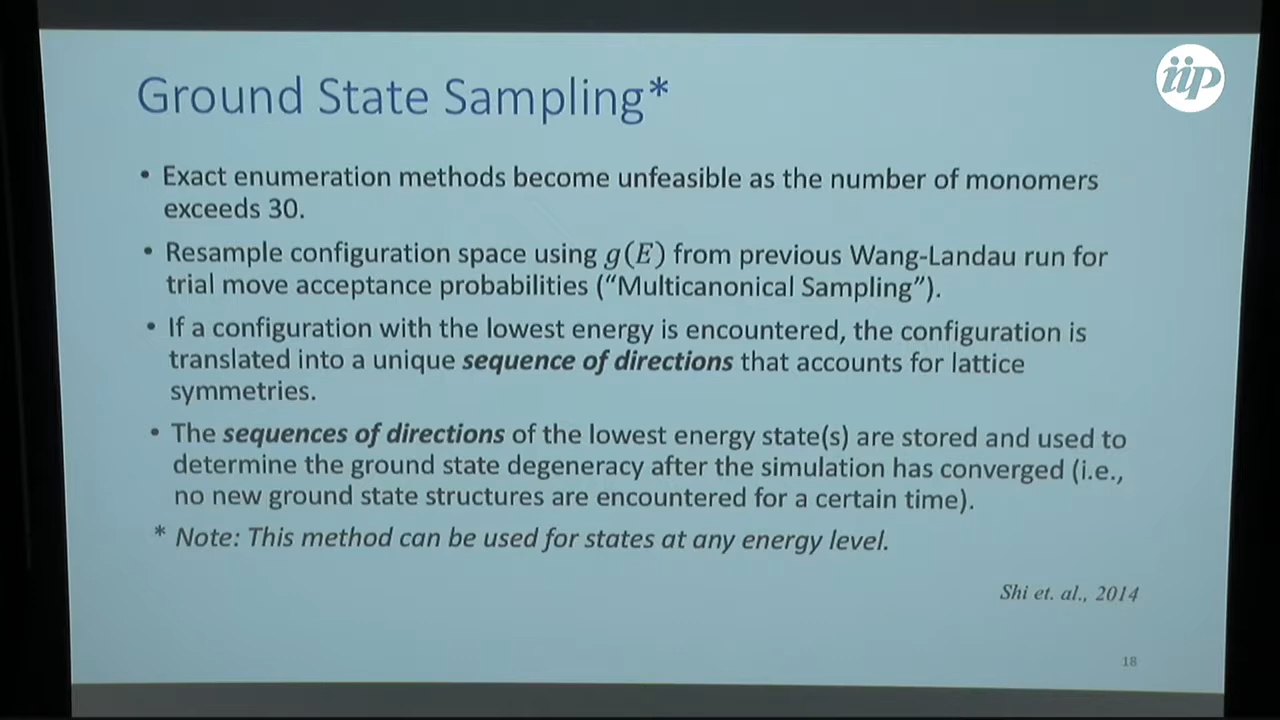 iip
Ground State Sampling*
• Exact enumeration methods become unfeasible as the number of monomers
exceeds 30.
• Resample configuration space using g(E) from previous Wang-Landau run for
trial move acceptance probabilities (“Multicanonical Sampling”).
• If a configuration with the lowest energy is encountered, the configuration is
translated into a unique sequence of directions that accounts for lattice
symmetries.
• The sequences of directions of the lowest energy state(s) are stored and used to
determine the ground state degeneracy after the simulation has converged (i.e.,
no new ground state structures are encountered for a certain time).
* Note: This method can be used for states at any energy level.
Shi et. al., 2014
18